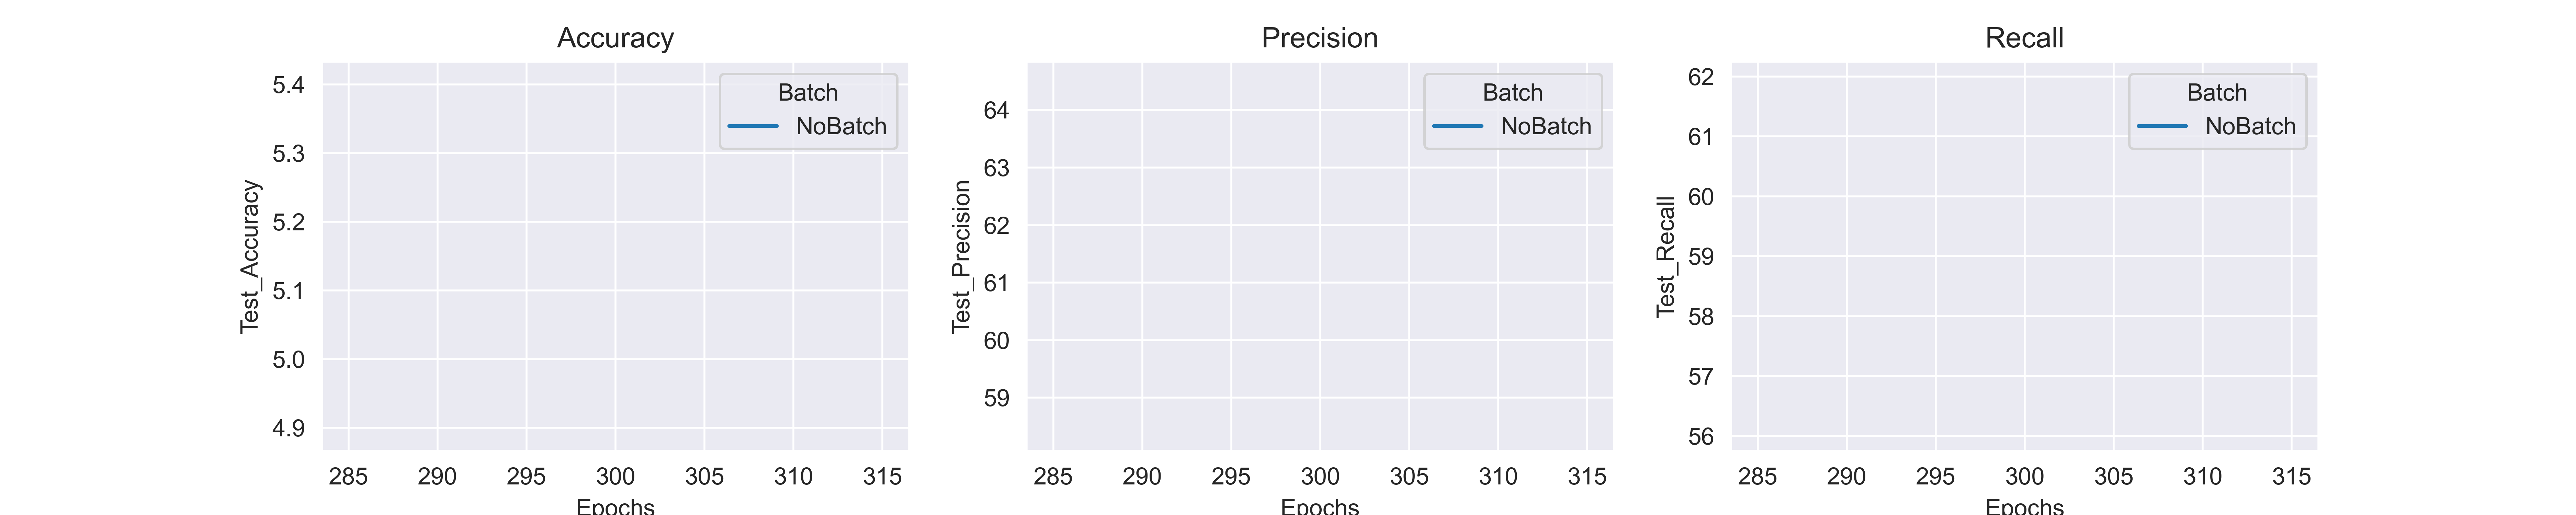 Accuracy
Test_Accuracy
5.4
5.3
5.2
5.1
5.0
4.9
285 290 295 300 305 310 315
Epochs
Batch
NoBatch
Precision
Test_Precision
64
63
62
61
60
59
285 290 295 300 305 310 315
Epochs
Batch
NoBatch
Recall
Test_Recall
62
61
60
59
58
57
56
285 290 295 300 305 310 315
Epochs
Batch
NoBatch